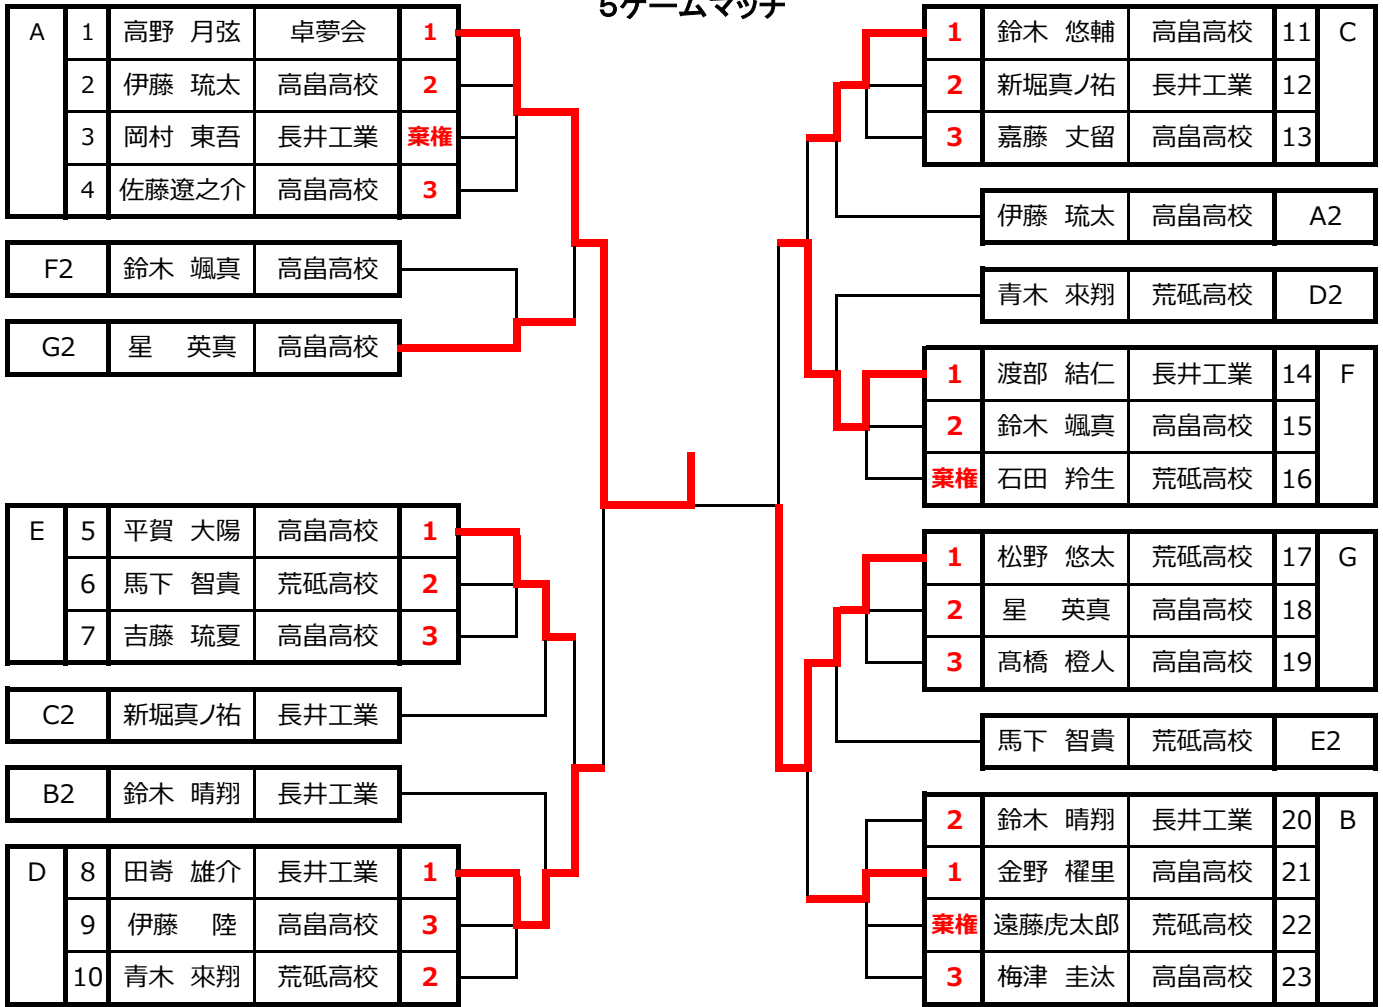 5ゲームマッチ
A 1 高野 月弦 卓夢会 1
2 伊藤 琉太 高畠高校 2
3 岡村 東吾 長井工業 棄権
4 佐藤遼之介 高畠高校 3
F2 鈴木 颯真 高畠高校
G2 星 英真 高畠高校
E 5 平賀 大陽 高畠高校 1
6 馬下 智貴 荒砥高校 2
7 吉藤 琉夏 高畠高校 3
C2 新堀真ノ祐 長井工業
B2 鈴木 晴翔 長井工業
D 8 田嵜 雄介 長井工業 1
9 伊藤 陸 高畠高校 3
10 青木 來翔 荒砥高校 2
1 鈴木 悠輔 高畠高校 11 C
2 新堀真ノ祐 長井工業 12
3 嘉藤 丈留 高畠高校 13
伊藤 琉太 高畠高校 A2
青木 來翔 荒砥高校 D2
1 渡部 結仁 長井工業 14 F
2 鈴木 颯真 高畠高校 15
棄権 石田 羚生 荒砥高校 16
1 松野 悠太 荒砥高校 17 G
2 星 英真 高畠高校 18
3 髙橋 橙人 高畠高校 19
馬下 智貴 荒砥高校 E2
2 鈴木 晴翔 長井工業 20 B
1 金野 櫂里 高畠高校 21
棄権 遠藤虎太郎 荒砥高校 22
3 梅津 圭汰 高畠高校 23